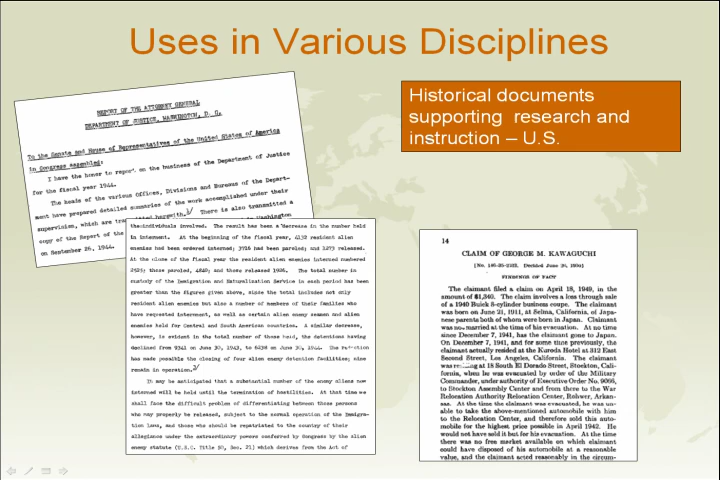 Uses in Various Disciplines
Historical documents
supporting research and
instruction – U.S.
REPORT OF THE ATTORNEY GENERAL
DEPARTMENT OF JUSTICE, WASHINGTON, D. C.
To the Senate and House of Representatives of the United States of America
in Congress assembled:
I have the honor to report on the business of the Department of Justice
for the fiscal year 1944.
The heads of the various Offices, Divisions and Bureaus of the Depart-
ment have prepared detailed summaries of the work accomplished under their
supervision, which are herewith. There is also transmitted a
copy of the Report of the Washington
on September 26, 1944.
the individuals involved. The result has been a decrease in the number held
in internment. At the beginning of the fiscal year, 4132 resident alien
enemies had been ordered interned; 3726 had been paroled; and 1273 released.
At the close of the fiscal year the resident alien interned numbered
2525; those paroled, 4840; and those released 1926. The total number in
custody of the Immigration and Naturalization Service in each period has been
greater than the figures given above, since the total includes not only
resident alien enemies but also a number of members of their families who
have requested internment, as well as certain alien enemy seamen and alien
enemies held for Central and South American countries. A similar decrease,
however, is evident in the total number of those held, the detentions having
declined from 9341 on June 30, 1943, to 6238 on June 30, 1944. The reduction
has made possible the closing of four alien enemy detention facilities; nine
remain in operation.3/
It may be anticipated that a substantial number of the enemy aliens now
interned will be held until the termination of hostilities. At that time we
shall face the difficult problem of differentiating between those persons
who may properly be released, subject to the normal operation of the Immigra-
tion laws, and those who should be repatriated to the country of their
allegiance under the extraordinary powers conferred by Congress by the alien
enemy statute (U.S.C. Title 50, Sec. 21) which derives from the Act of
14
CLAIM OF GEORGE M. KAWAGUCHI
[No. 146-35-2122. Decided June 30, 1950]
FINDINGS OF FACT
The claimant filed a claim on April 18, 1949, in the
amount of $1,340. The claim involves a loss through sale
of a 1940 Buick 8-cylinder business coupe. The claimant
was born on June 21, 1911, at Selma, California, of Japa-
nese parents both of whom were born in Japan. Claimant
was unmarried at the time of his evacuation. At no time
since December 7, 1941, has the claimant gone to Japan.
On December 7, 1941, and for some time previously, the
claimant actually resided at the Kureda Hotel at 312 East
Second Street, Los Angeles, California. The claimant
was residing at 18 South El Dorado Street, Stockton, Cali-
fornia, when he was evacuated by order of the Military
Commander, under authority of Executive Order No. 9066,
to Stockton Assembly Center and from there to the War
Relocation Authority Relocation Center, Rohwer, Arkan-
sas. At the time the claimant was evacuated, he was un-
able to take the above-mentioned automobile with him
to the Relocation Center, and therefore sold this auto-
mobile for the highest price possible in April 1942. He
would not have sold it but for his evacuation. At the time
there was no free market available on which claimant
could have disposed of his automobile at a reasonable
value, and the claimant acted reasonably in the circum-